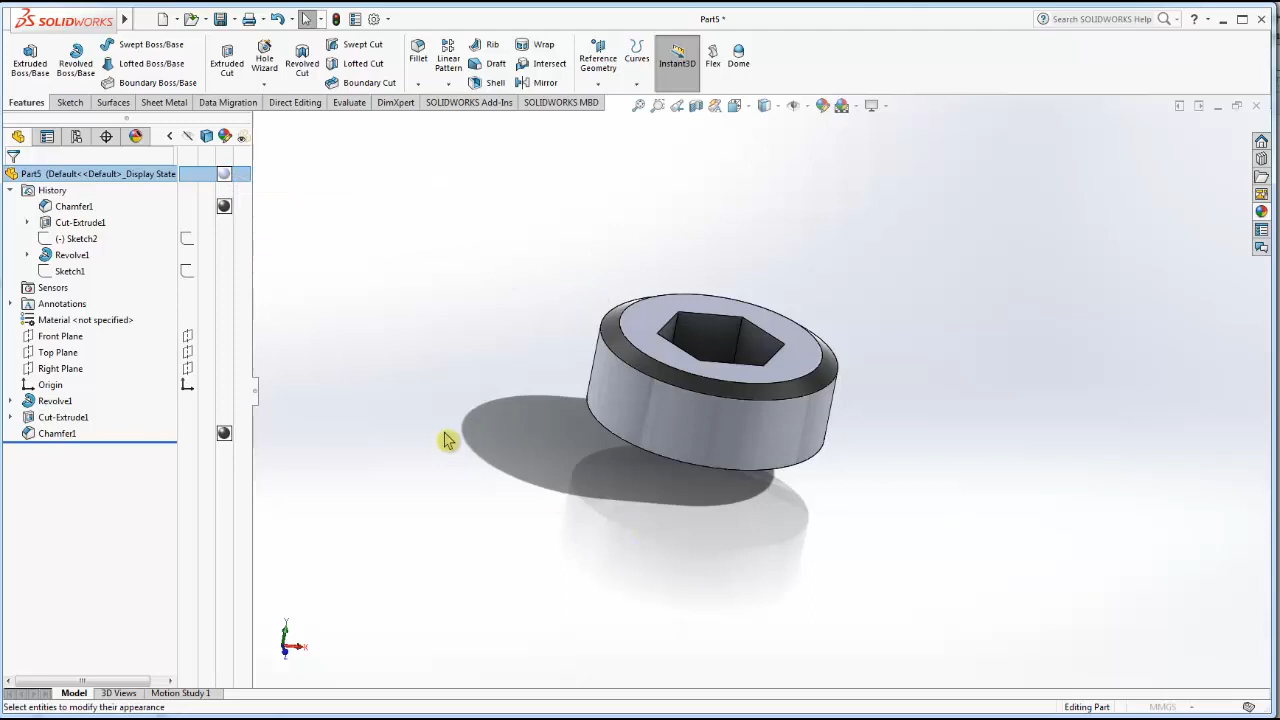 SOLIDWORKS
Part5 *
Search SOLIDWORKS Help
Extruded Boss/Base
Revolved Boss/Base
Swept Boss/Base
Lofted Boss/Base
Boundary Boss/Base
Extruded Cut
Hole Wizard
Revolved Cut
Swept Cut
Lofted Cut
Boundary Cut
Fillet
Linear Pattern
Rib
Draft
Shell
Wrap
Intersect
Mirror
Reference Geometry
Curves
Instant3D
Flex
Dome
Features
Sketch
Surfaces
Sheet Metal
Data Migration
Direct Editing
Evaluate
DimXpert
SOLIDWORKS Add-Ins
SOLIDWORKS MBD
Part5 (Default<<Default>_Display State
History
Chamfer1
Cut-Extrude1
(-) Sketch2
Revolve1
Sketch1
Sensors
Annotations
Material <not specified>
Front Plane
Top Plane
Right Plane
Origin
Revolve1
Cut-Extrude1
Chamfer1
Y
X
Z
Model
3D Views
Motion Study 1
Select entities to modify their appearance
Editing Part
MMGS